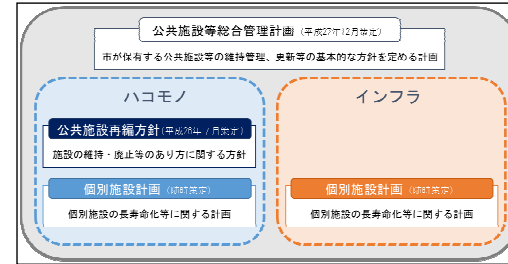 公共施設等総合管理計画（平成27年12月策定）
市が保有する公共施設等の維持管理、更新等の基本的な方針を定める計画
ハコモノ
インフラ
公共施設再編方針（平成26年7月策定）
施設の維持・廃止等のあり方に関する方針
個別施設計画（随時策定）
個別施設計画（随時策定）
個別施設の長寿命化等に関する計画
個別施設の長寿命化等に関する計画